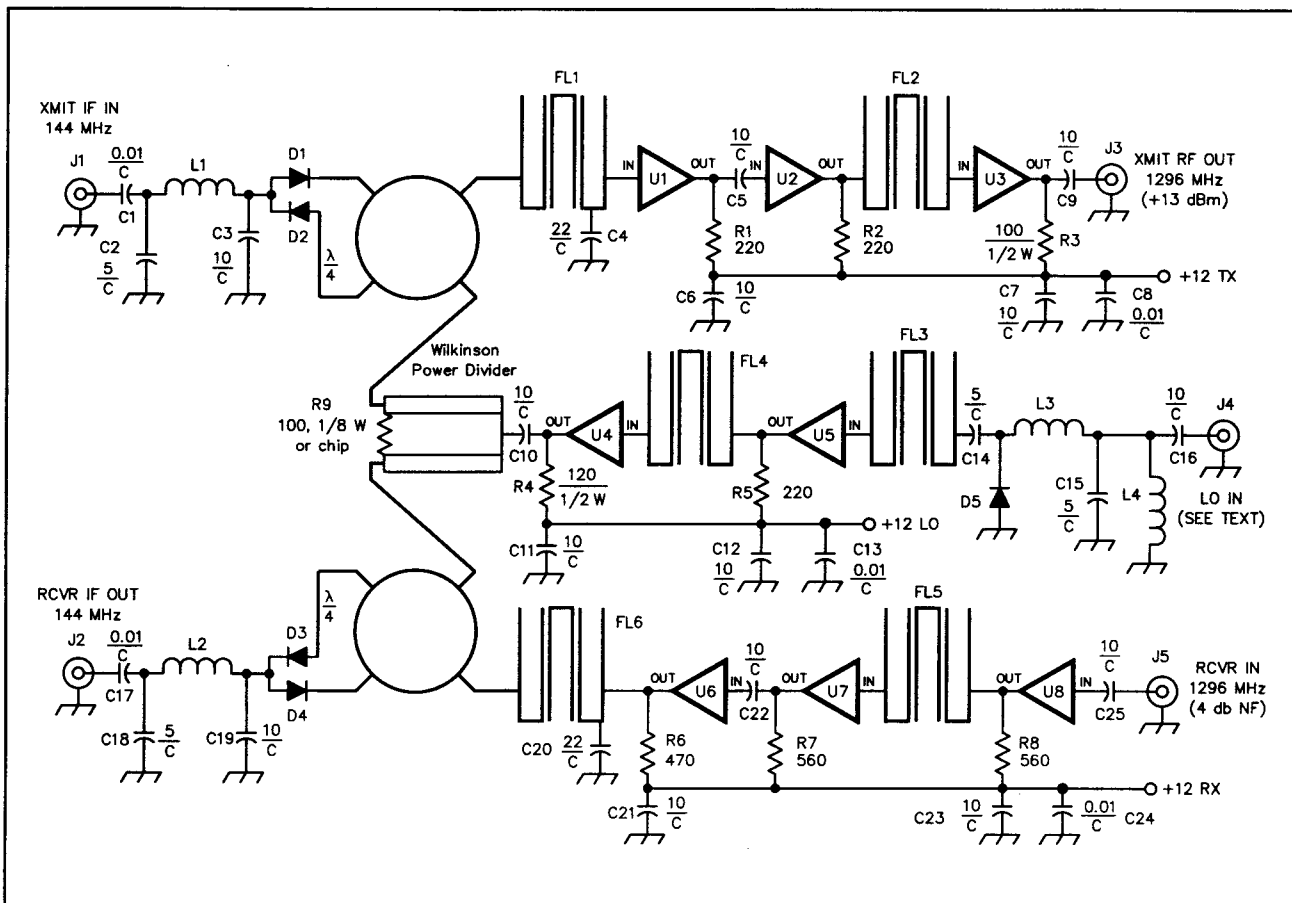 FL1
FL2
XMIT IF IN
144 MHz
J1
0.01
C
C1
L1
D1
D2
C2
5
C
C3
10
C
λ
4
22
C
C4
IN
U1
OUT
10
C
C5
IN
U2
OUT
IN
U3
OUT
10
C
C9
J3
XMIT RF OUT
1296 MHz
(+13 dBm)
R1
220
R2
220
100
1/2 W
R3
+12 TX
C6
10
C
C7
10
C
C8
0.01
C
Wilkinson
Power Divider
R9
100, 1/8 W
or chip
10
C
C10
OUT
U4
IN
FL4
OUT
U5
IN
FL3
5
C
C14
L3
10
C
C16
J4
LO IN
(SEE TEXT)
R4
120
1/2 W
R5
220
D5
C15
5
C
L4
+12 LO
C11
10
C
C12
10
C
C13
0.01
C
RCVR IF OUT
144 MHz
J2
0.01
C
C17
L2
D3
D4
λ
4
C18
5
C
C19
10
C
FL6
C20
22
C
OUT
U6
IN
10
C
C22
OUT
U7
IN
FL5
OUT
U8
IN
10
C
C25
J5
RCVR IN
1296 MHz
(4 db NF)
R6
470
R7
560
R8
560
+12 RX
C21
10
C
C23
10
C
0.01
C
C24